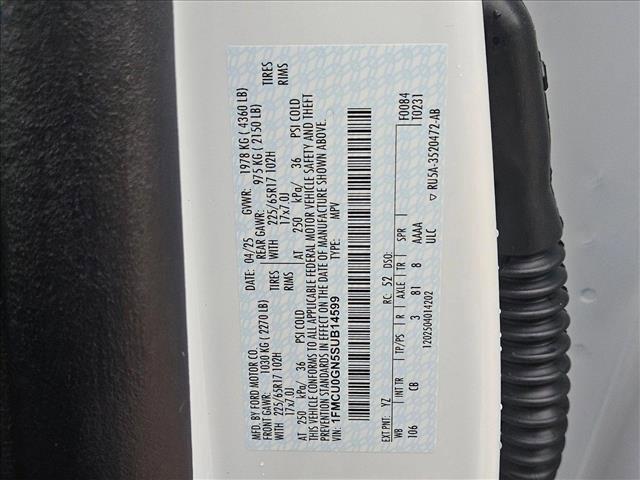 MFD. BY FORD MOTOR CO. DATE: 04/25 GVWR: 1978 KG ( 4360 LB)
FRONT GAWR: 1030 KG ( 2270 LB) REAR GAWR: 975 KG ( 2150 LB)
225/65R17 102H TIRES WITH 225/65R17 102H TIRES
17x7.0J RIMS 17x7.0J RIMS
AT 250 kPa/ 36 PSI COLD AT 250 kPa/ 36 PSI COLD
THIS VEHICLE CONFORMS TO ALL APPLICABLE FEDERAL MOTOR VEHICLE SAFETY AND THEFT
PREVENTION STANDARDS IN EFFECT ON THE DATE OF MANUFACTURE SHOWN ABOVE.
VIN: 1FMCU0GN5SUB14599 TYPE: MPV
EXT PNT: YZ RC: 52 DSO: F0084
WB INT TR TP/PS R AXLE TR SPR T0231
106 CB 3 81 8 AAAA
ULC
1202504014202 ▽ RU5A-3520472-AB